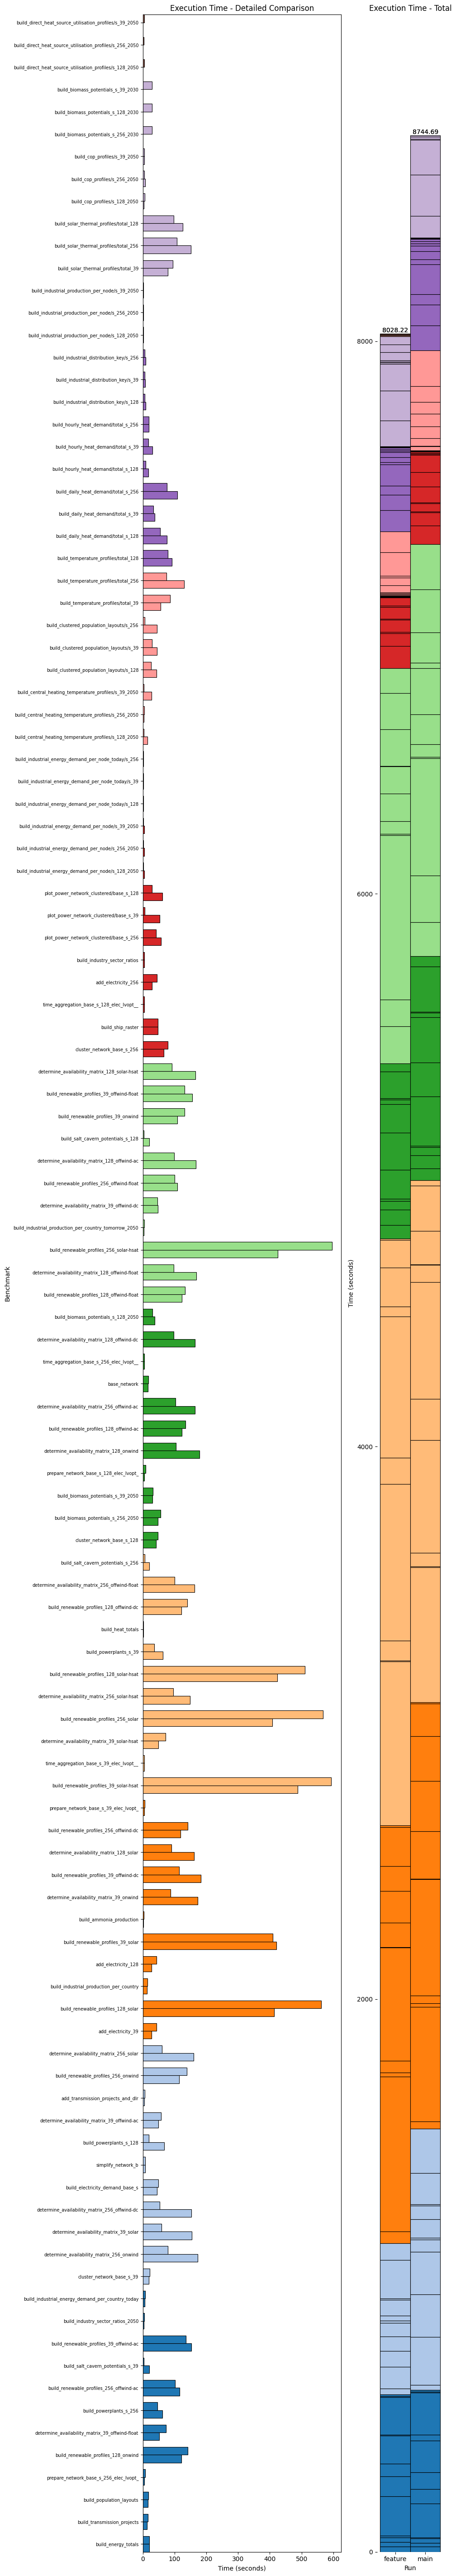 Execution Time - Detailed Comparison
Execution Time - Total
build_direct_heat_source_utilisation_profiles/s_39_2050
build_direct_heat_source_utilisation_profiles/s_256_2050
build_direct_heat_source_utilisation_profiles/s_128_2050
build_biomass_potentials_s_39_2030
build_biomass_potentials_s_128_2030
build_biomass_potentials_s_256_2030
build_cop_profiles/s_39_2050
build_cop_profiles/s_256_2050
build_cop_profiles/s_128_2050
build_solar_thermal_profiles/total_128
build_solar_thermal_profiles/total_256
build_solar_thermal_profiles/total_39
build_industrial_production_per_node/s_39_2050
build_industrial_production_per_node/s_256_2050
build_industrial_production_per_node/s_128_2050
build_industrial_distribution_key/s_256
build_industrial_distribution_key/s_39
build_industrial_distribution_key/s_128
build_hourly_heat_demand/total_s_256
build_hourly_heat_demand/total_s_39
build_hourly_heat_demand/total_s_128
build_daily_heat_demand/total_s_256
build_daily_heat_demand/total_s_39
build_daily_heat_demand/total_s_128
build_temperature_profiles/total_128
build_temperature_profiles/total_256
build_temperature_profiles/total_39
build_clustered_population_layouts/s_256
build_clustered_population_layouts/s_39
build_clustered_population_layouts/s_128
build_central_heating_temperature_profiles/s_39_2050
build_central_heating_temperature_profiles/s_256_2050
build_central_heating_temperature_profiles/s_128_2050
build_industrial_energy_demand_per_node_today/s_256
build_industrial_energy_demand_per_node_today/s_39
build_industrial_energy_demand_per_node_today/s_128
build_industrial_energy_demand_per_node/s_39_2050
build_industrial_energy_demand_per_node/s_256_2050
build_industrial_energy_demand_per_node/s_128_2050
plot_power_network_clustered/base_s_128
plot_power_network_clustered/base_s_39
plot_power_network_clustered/base_s_256
build_industry_sector_ratios
add_electricity_256
time_aggregation_base_s_128_elec_lvopt__
build_ship_raster
cluster_network_base_s_256
determine_availability_matrix_128_solar-hsat
build_renewable_profiles_39_offwind-float
build_renewable_profiles_39_onwind
build_salt_cavern_potentials_s_128
determine_availability_matrix_128_offwind-ac
build_renewable_profiles_256_offwind-float
determine_availability_matrix_39_offwind-dc
build_industrial_production_per_country_tomorrow_2050
build_renewable_profiles_256_solar-hsat
determine_availability_matrix_128_offwind-float
build_renewable_profiles_128_offwind-float
build_biomass_potentials_s_128_2050
determine_availability_matrix_128_offwind-dc
time_aggregation_base_s_256_elec_lvopt__
base_network
determine_availability_matrix_256_offwind-ac
build_renewable_profiles_128_offwind-ac
determine_availability_matrix_128_onwind
prepare_network_base_s_128_elec_lvopt_
build_biomass_potentials_s_39_2050
build_biomass_potentials_s_256_2050
cluster_network_base_s_128
build_salt_cavern_potentials_s_256
determine_availability_matrix_256_offwind-float
build_renewable_profiles_128_offwind-dc
build_heat_totals
build_powerplants_s_39
build_renewable_profiles_128_solar-hsat
determine_availability_matrix_256_solar-hsat
build_renewable_profiles_256_solar
determine_availability_matrix_39_solar-hsat
time_aggregation_base_s_39_elec_lvopt__
build_renewable_profiles_39_solar-hsat
prepare_network_base_s_39_elec_lvopt_
build_renewable_profiles_256_offwind-dc
determine_availability_matrix_128_solar
build_renewable_profiles_39_offwind-dc
determine_availability_matrix_39_onwind
build_ammonia_production
build_renewable_profiles_39_solar
add_electricity_128
build_industrial_production_per_country
build_renewable_profiles_128_solar
add_electricity_39
determine_availability_matrix_256_solar
build_renewable_profiles_256_onwind
add_transmission_projects_and_dlr
determine_availability_matrix_39_offwind-ac
build_powerplants_s_128
simplify_network_b
build_electricity_demand_base_s
determine_availability_matrix_256_offwind-dc
determine_availability_matrix_39_solar
determine_availability_matrix_256_onwind
cluster_network_base_s_39
build_industrial_energy_demand_per_country_today
build_industry_sector_ratios_2050
build_renewable_profiles_39_offwind-ac
build_salt_cavern_potentials_s_39
build_renewable_profiles_256_offwind-ac
build_powerplants_s_256
determine_availability_matrix_39_offwind-float
build_renewable_profiles_128_onwind
prepare_network_base_s_256_elec_lvopt_
build_population_layouts
build_transmission_projects
build_energy_totals
Benchmark
0 100 200 300 400 500 600
Time (seconds)
Time (seconds)
8000
6000
4000
2000
0
8028.22
8744.69
feature main
Run